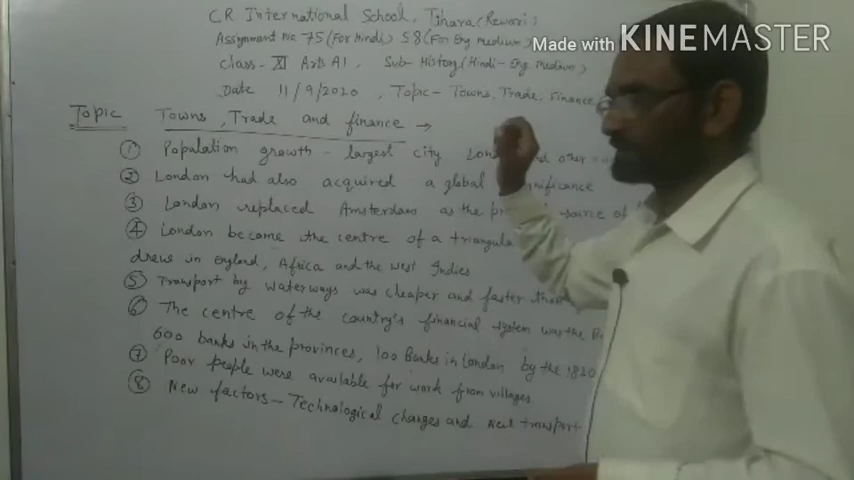 C.R International School, Tihara (Rewari)
Assignment No 75 (For Hindi) 58 (For Eng medium)
Made with KINEMASTER
Class - XI Arts A1, Sub- History (Hindi - Eng Medium)
Date 11/9/2020, Topic - Towns, Trade, Finance
Topic Towns, Trade and finance →
① Population growth - largest city
② London had also acquired a global significance
③ London replaced Amsterdam as the source of
④ London became the centre of a
drew in England, Africa and the West Indies
⑤ Transport by waterways was cheaper and faster than
⑥ The centre of the country's financial system was the
600 banks in the provinces, 100 Banks in London by the 1820
⑦ Poor people were available for work from villages
⑧ New factors - Technological changes and new transport